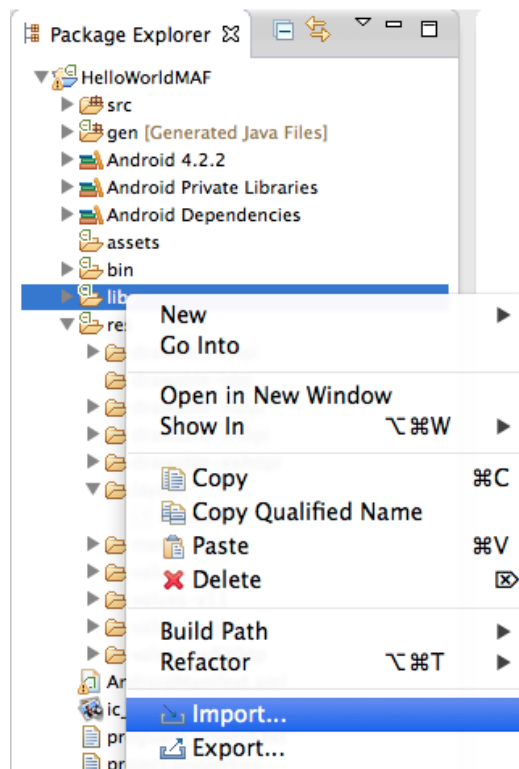 Package Explorer
HelloWorldMAF
src
gen [Generated Java Files]
Android 4.2.2
Android Private Libraries
Android Dependencies
assets
bin
New
Go Into
Open in New Window
Show In ⌥⌘W
Copy ⌘C
Copy Qualified Name
Paste ⌘V
Delete ⌦
Build Path
Refactor ⌥⌘T
Import...
Export...